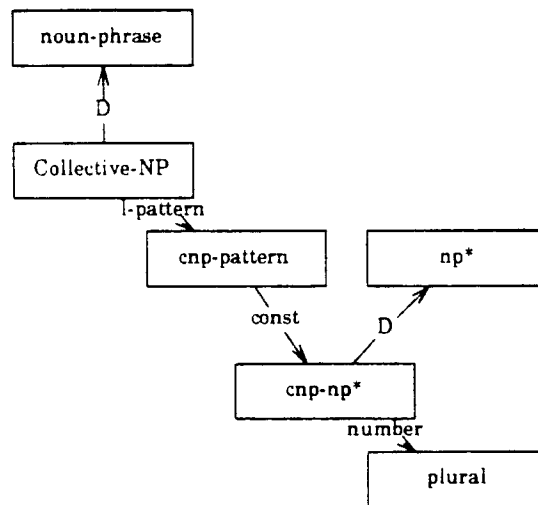 noun-phrase
D
Collective-NP
l-pattern
cnp-pattern
np*
const
D
cnp-np*
number
plural